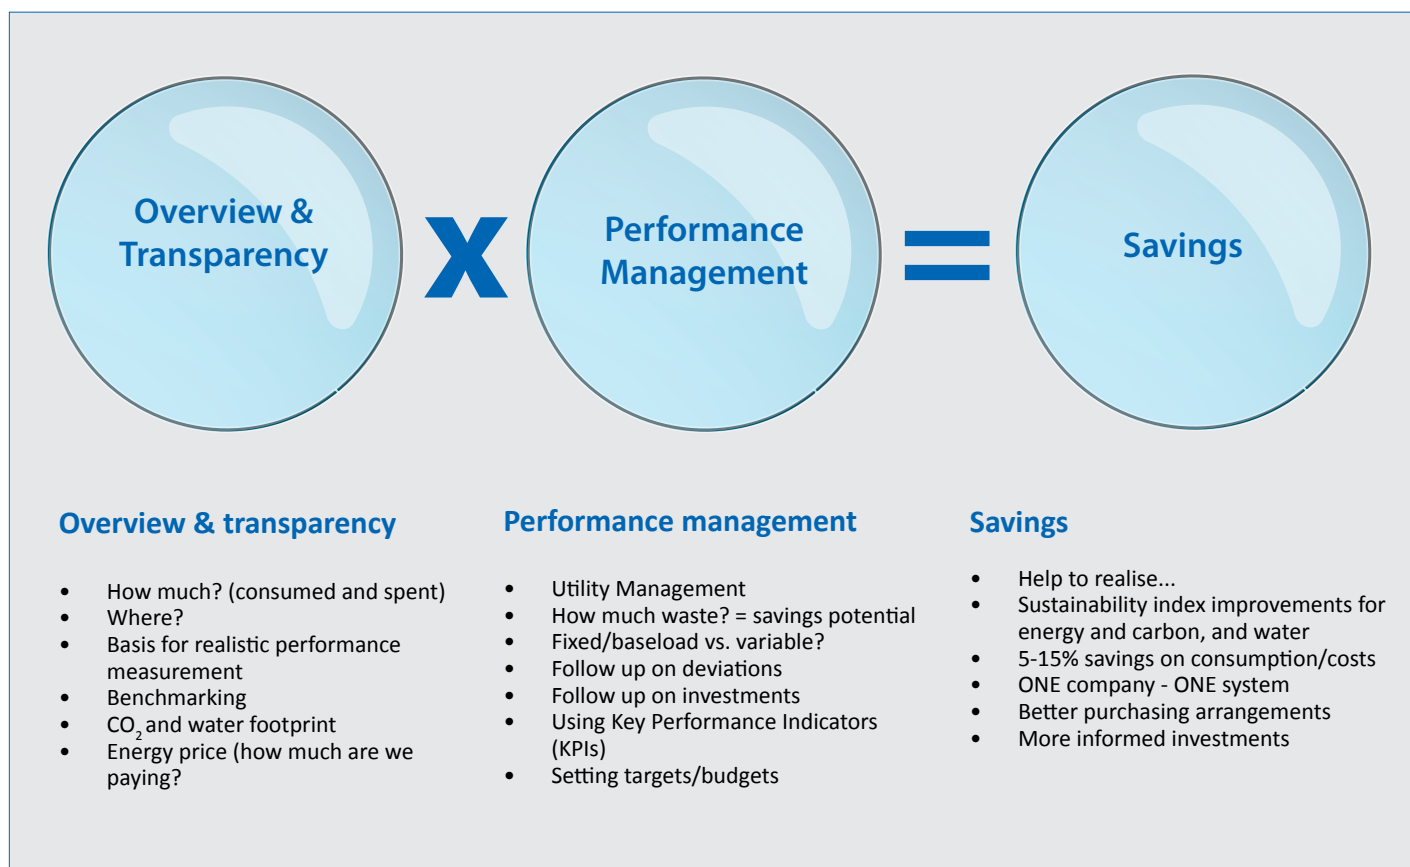 Overview &
Transparency
x
Performance
Management
=
Savings
Overview & transparency
• How much? (consumed and spent)
• Where?
• Basis for realistic performance
measurement
• Benchmarking
• CO₂ and water footprint
• Energy price (how much are we
paying?
Performance management
• Utility Management
• How much waste? = savings potential
• Fixed/baseload vs. variable?
• Follow up on deviations
• Follow up on investments
• Using Key Performance Indicators
(KPIs)
• Setting targets/budgets
Savings
• Help to realise...
• Sustainability index improvements for
energy and carbon, and water
• 5-15% savings on consumption/costs
• ONE company - ONE system
• Better purchasing arrangements
• More informed investments